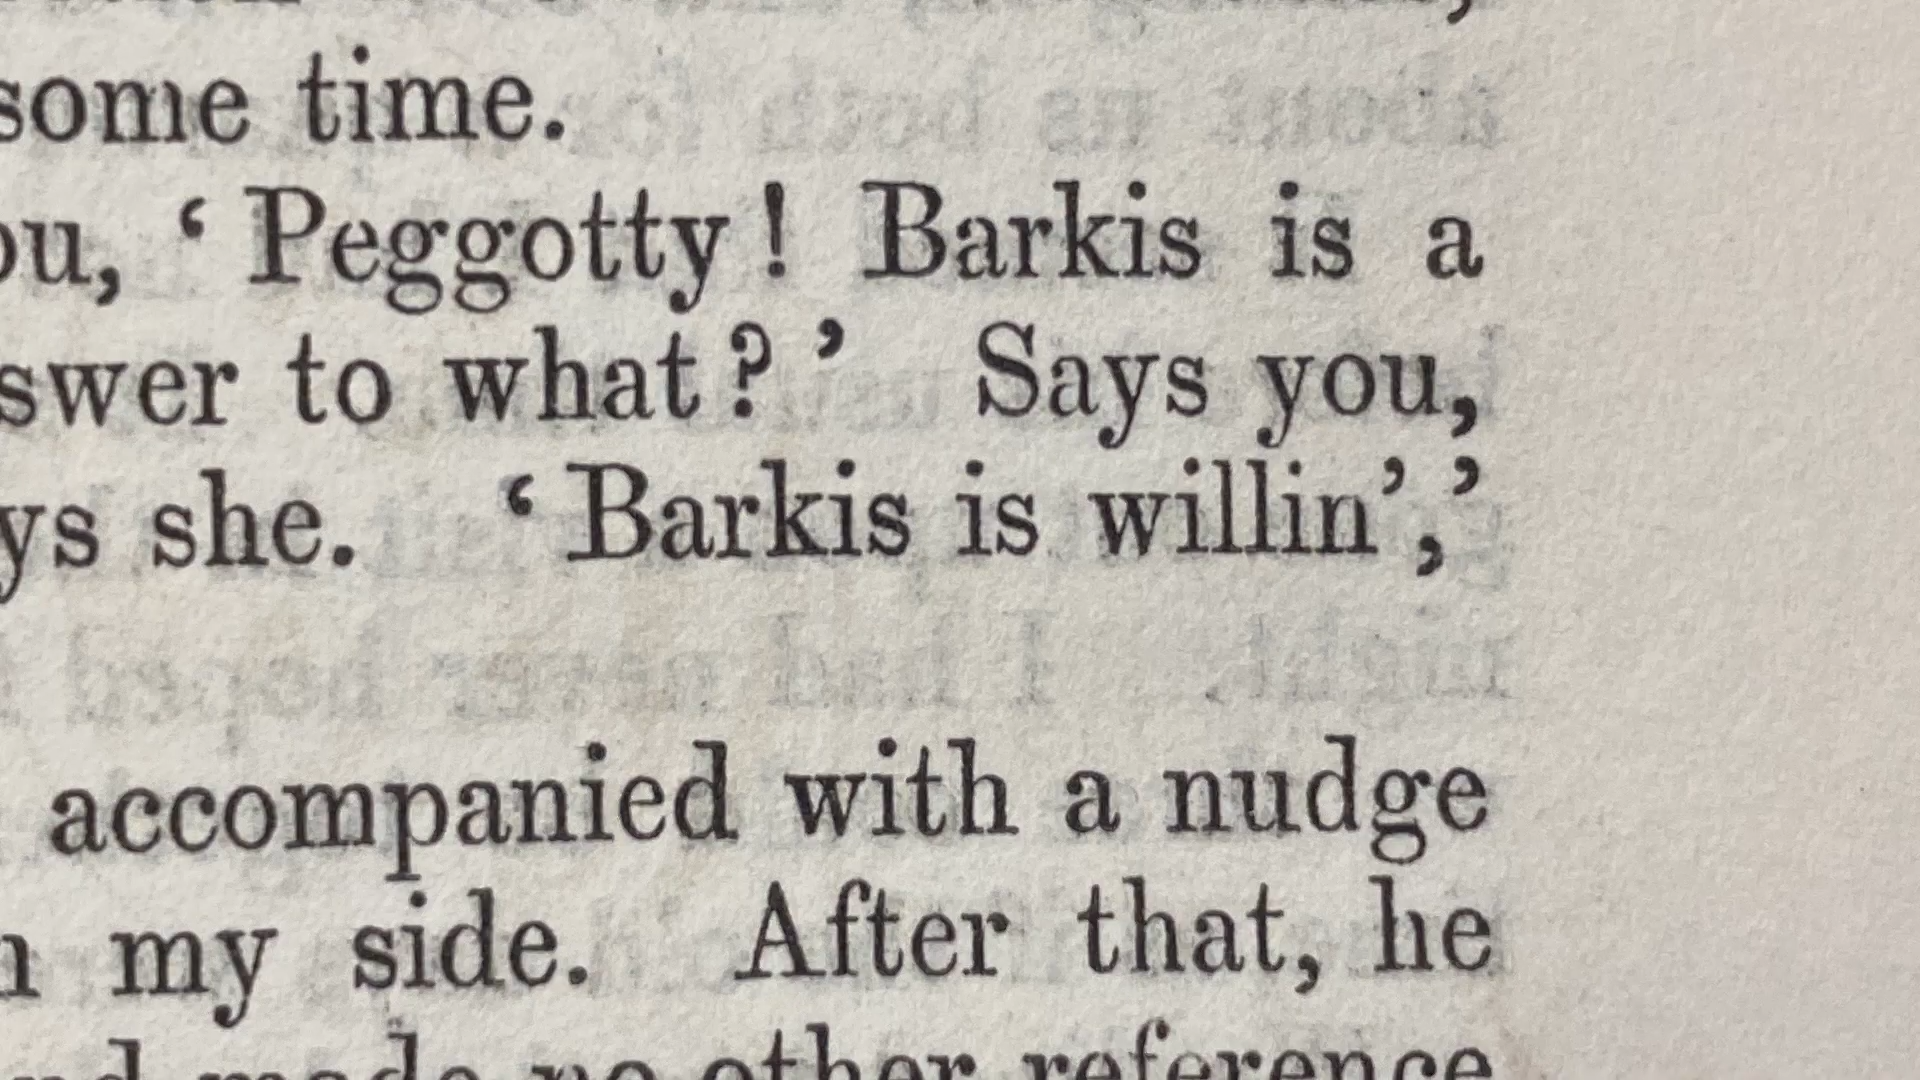 some time.
ou, ‘ Peggotty ! Barkis is a
swer to what ? ’ Says you,
ys she. ‘ Barkis is willin’,’
accompanied with a nudge
my side. After that, he
made no other reference